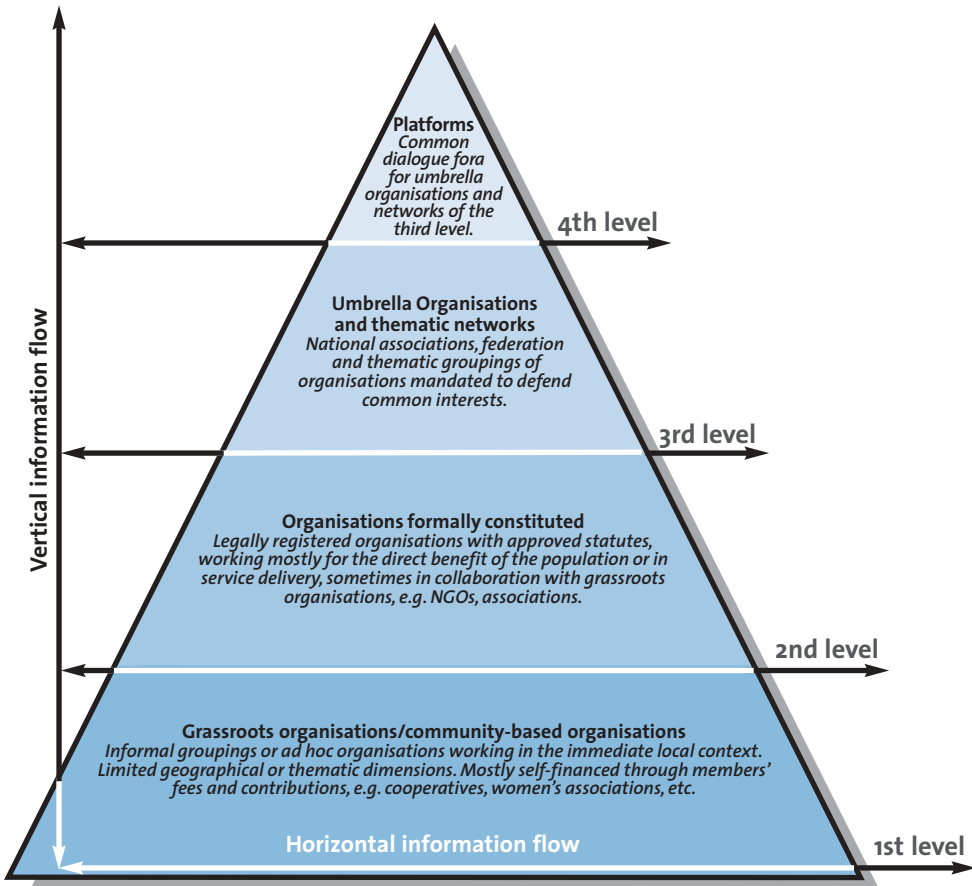 Platforms
Common
dialogue fora
for umbrella
organisations and
networks of the
third level.
4th level
Umbrella Organisations
and thematic networks
National associations, federation
and thematic groupings of
organisations mandated to defend
common interests.
Vertical information flow
3rd level
Organisations formally constituted
Legally registered organisations with approved statutes,
working mostly for the direct benefit of the population or in
service delivery, sometimes in collaboration with grassroots
organisations, e.g. NGOs, associations.
2nd level
Grassroots organisations/community-based organisations
Informal groupings or ad hoc organisations working in the immediate local context.
Limited geographical or thematic dimensions. Mostly self-financed through members’
fees and contributions, e.g. cooperatives, women’s associations, etc.
Horizontal information flow
1st level